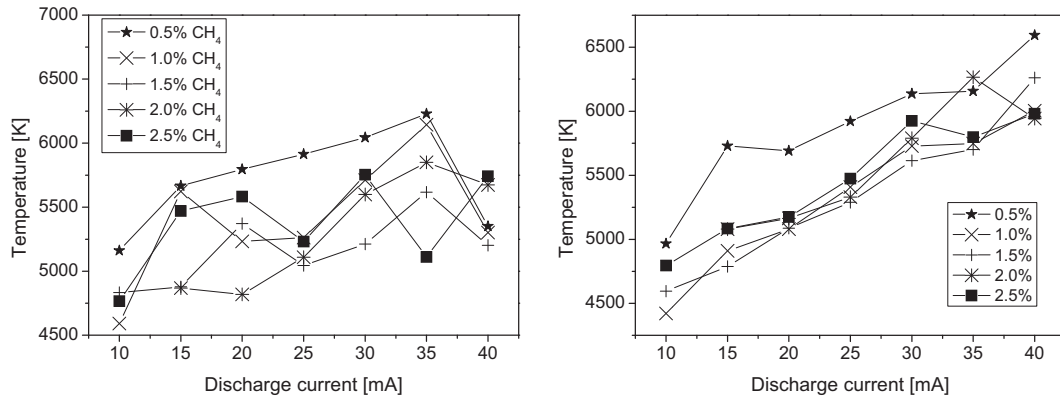 7000
6500
6000
5500
5000
4500
Temperature [K]
0.5% CH4
1.0% CH4
1.5% CH4
2.0% CH4
2.5% CH4
10 15 20 25 30 35 40
Discharge current [mA]
6500
6000
5500
5000
4500
Temperature [K]
0.5%
1.0%
1.5%
2.0%
2.5%
10 15 20 25 30 35 40
Discharge current [mA]